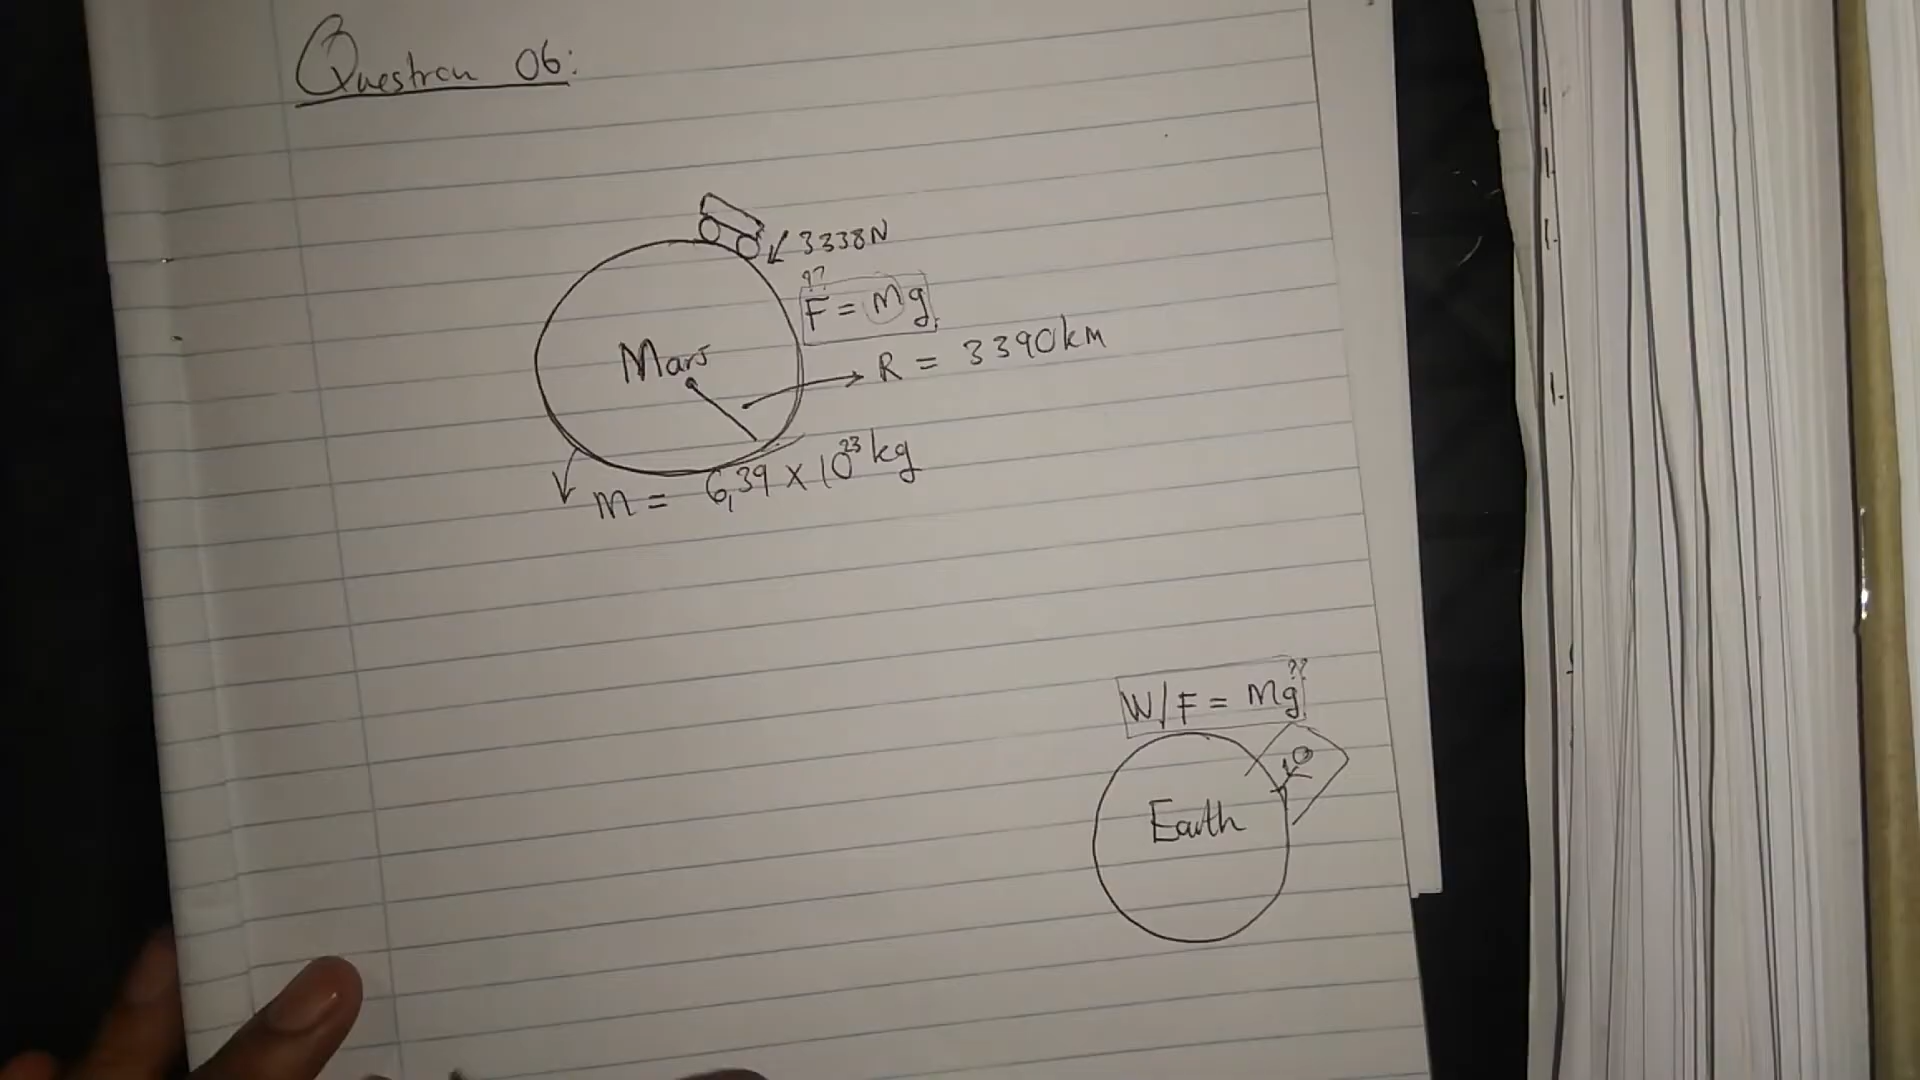 Question 06:
3338N
??
F = mg
Mars
R = 3390km
m = 6,39 x 10²³ kg
??
W/F = mg
Earth